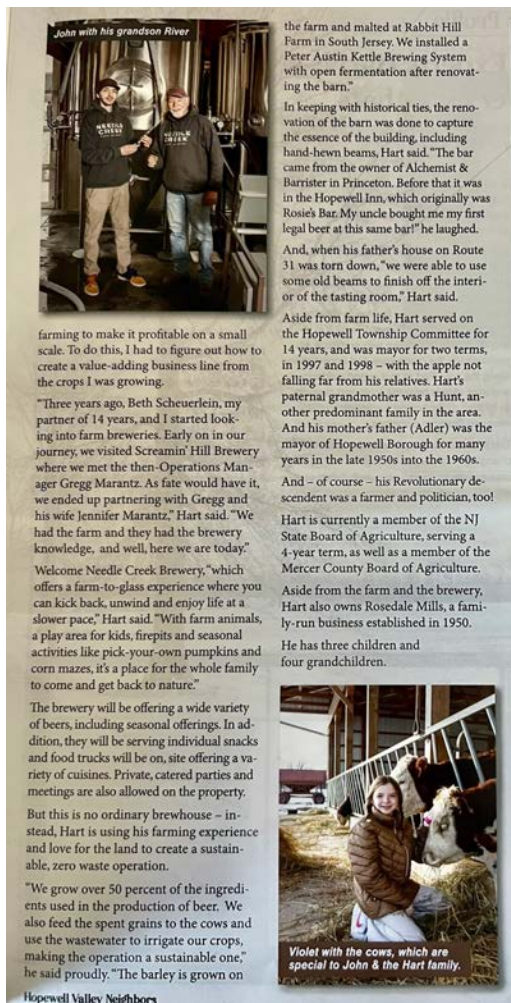 John with his grandson River
NEEDLE
CREEK
NEEDLE
CREEK
farming to make it profitable on a small
scale. To do this, I had to figure out how to
create a value-adding business line from
the crops I was growing.
"Three years ago, Beth Scheuerlein, my
partner of 14 years, and I started look-
ing into farm breweries. Early on in our
journey, we visited Screamin' Hill Brewery
where we met the then-Operations Man-
ager Gregg Marantz. As fate would have it,
we ended up partnering with Gregg and
his wife Jennifer Marantz," Hart said. "We
had the farm and they had the brewery
knowledge, and well, here we are today."
Welcome Needle Creek Brewery, "which
offers a farm-to-glass experience where you
can kick back, unwind and enjoy life at a
slower pace," Hart said. "With farm animals,
a play area for kids, firepits and seasonal
activities like pick-your-own pumpkins and
corn mazes, it's a place for the whole family
to come and get back to nature."
The brewery will be offering a wide variety
of beers, including seasonal offerings. In ad-
dition, they will be serving individual snacks
and food trucks will be on, site offering a va-
riety of cuisines. Private, catered parties and
meetings are also allowed on the property.
But this is no ordinary brewhouse – in-
stead, Hart is using his farming experience
and love for the land to create a sustain-
able, zero waste operation.
"We grow over 50 percent of the ingredi-
ents used in the production of beer. We
also feed the spent grains to the cows and
use the wastewater to irrigate our crops,
making the operation a sustainable one,"
he said proudly. "The barley is grown on
the farm and malted at Rabbit Hill
Farm in South Jersey. We installed a
Peter Austin Kettle Brewing System
with open fermentation after renovat-
ing the barn."
In keeping with historical ties, the reno-
vation of the barn was done to capture
the essence of the building, including
hand-hewn beams, Hart said. "The bar
came from the owner of Alchemist &
Barrister in Princeton. Before that it was
in the Hopewell Inn, which originally was
Rosie's Bar. My uncle bought me my first
legal beer at this same bar!" he laughed.
And, when his father's house on Route
31 was torn down, "we were able to use
some old beams to finish off the interi-
or of the tasting room," Hart said.
Aside from farm life, Hart served on
the Hopewell Township Committee for
14 years, and was mayor for two terms,
in 1997 and 1998 – with the apple not
falling far from his relatives. Hart's
paternal grandmother was a Hunt, an-
other predominant family in the area.
And his mother's father (Adler) was the
mayor of Hopewell Borough for many
years in the late 1950s into the 1960s.
And – of course – his Revolutionary de-
scendent was a farmer and politician, too!
Hart is currently a member of the NJ
State Board of Agriculture, serving a
4-year term, as well as a member of the
Mercer County Board of Agriculture.
Aside from the farm and the brewery,
Hart also owns Rosedale Mills, a fami-
ly-run business established in 1950.
He has three children and
four grandchildren.
Violet with the cows, which are
special to John & the Hart family.
Hopewell Valley Neighbors